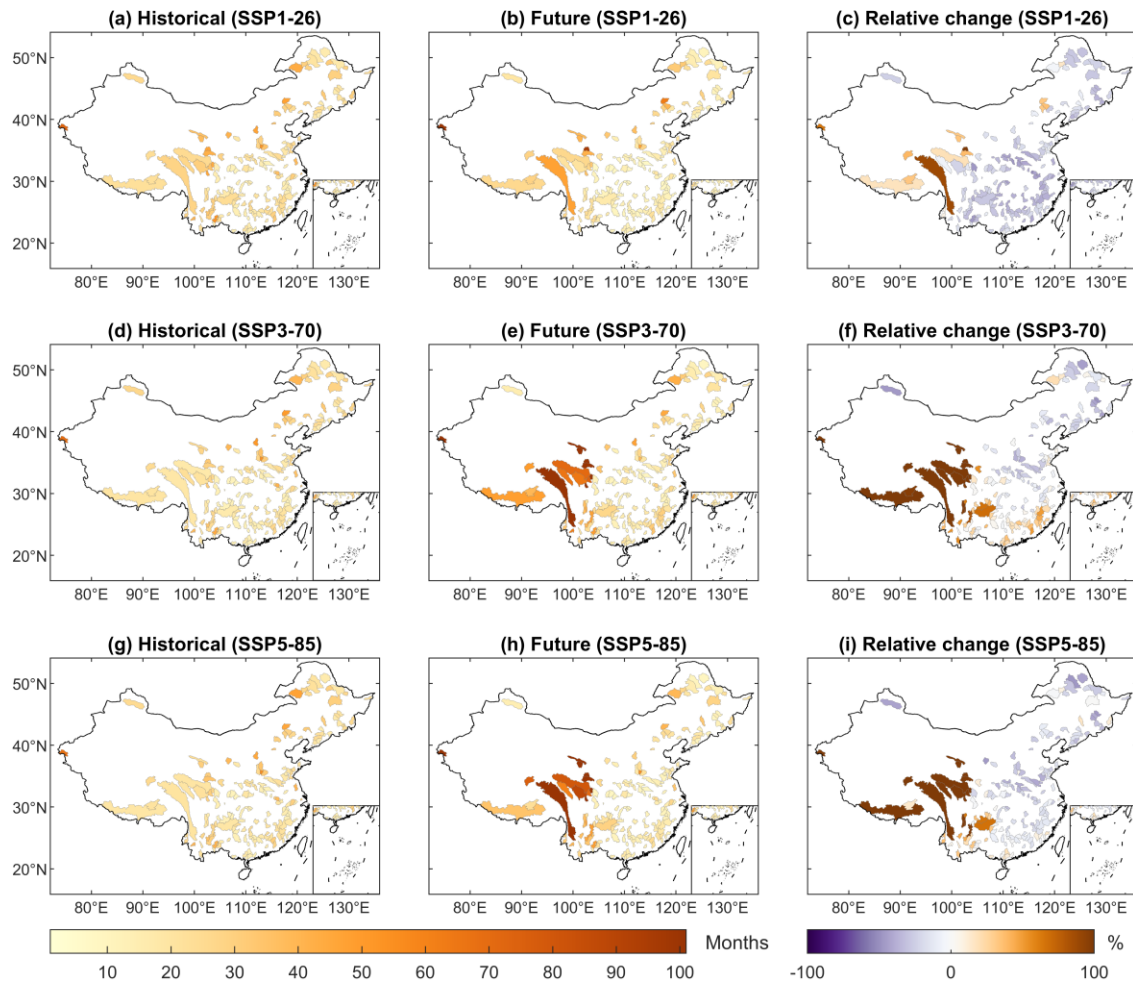 (a) Historical (SSP1-26) (b) Future (SSP1-26) (c) Relative change (SSP1-26)
50°N
40°N
30°N
20°N
80°E 90°E 100°E 110°E 120°E 130°E 80°E 90°E 100°E 110°E 120°E 130°E 80°E 90°E 100°E 110°E 120°E 130°E
(d) Historical (SSP3-70) (e) Future (SSP3-70) (f) Relative change (SSP3-70)
50°N
40°N
30°N
20°N
80°E 90°E 100°E 110°E 120°E 130°E 80°E 90°E 100°E 110°E 120°E 130°E 80°E 90°E 100°E 110°E 120°E 130°E
(g) Historical (SSP5-85) (h) Future (SSP5-85) (i) Relative change (SSP5-85)
50°N
40°N
30°N
20°N
80°E 90°E 100°E 110°E 120°E 130°E 80°E 90°E 100°E 110°E 120°E 130°E 80°E 90°E 100°E 110°E 120°E 130°E
Months %
10 20 30 40 50 60 70 80 90 100 -100 0 100